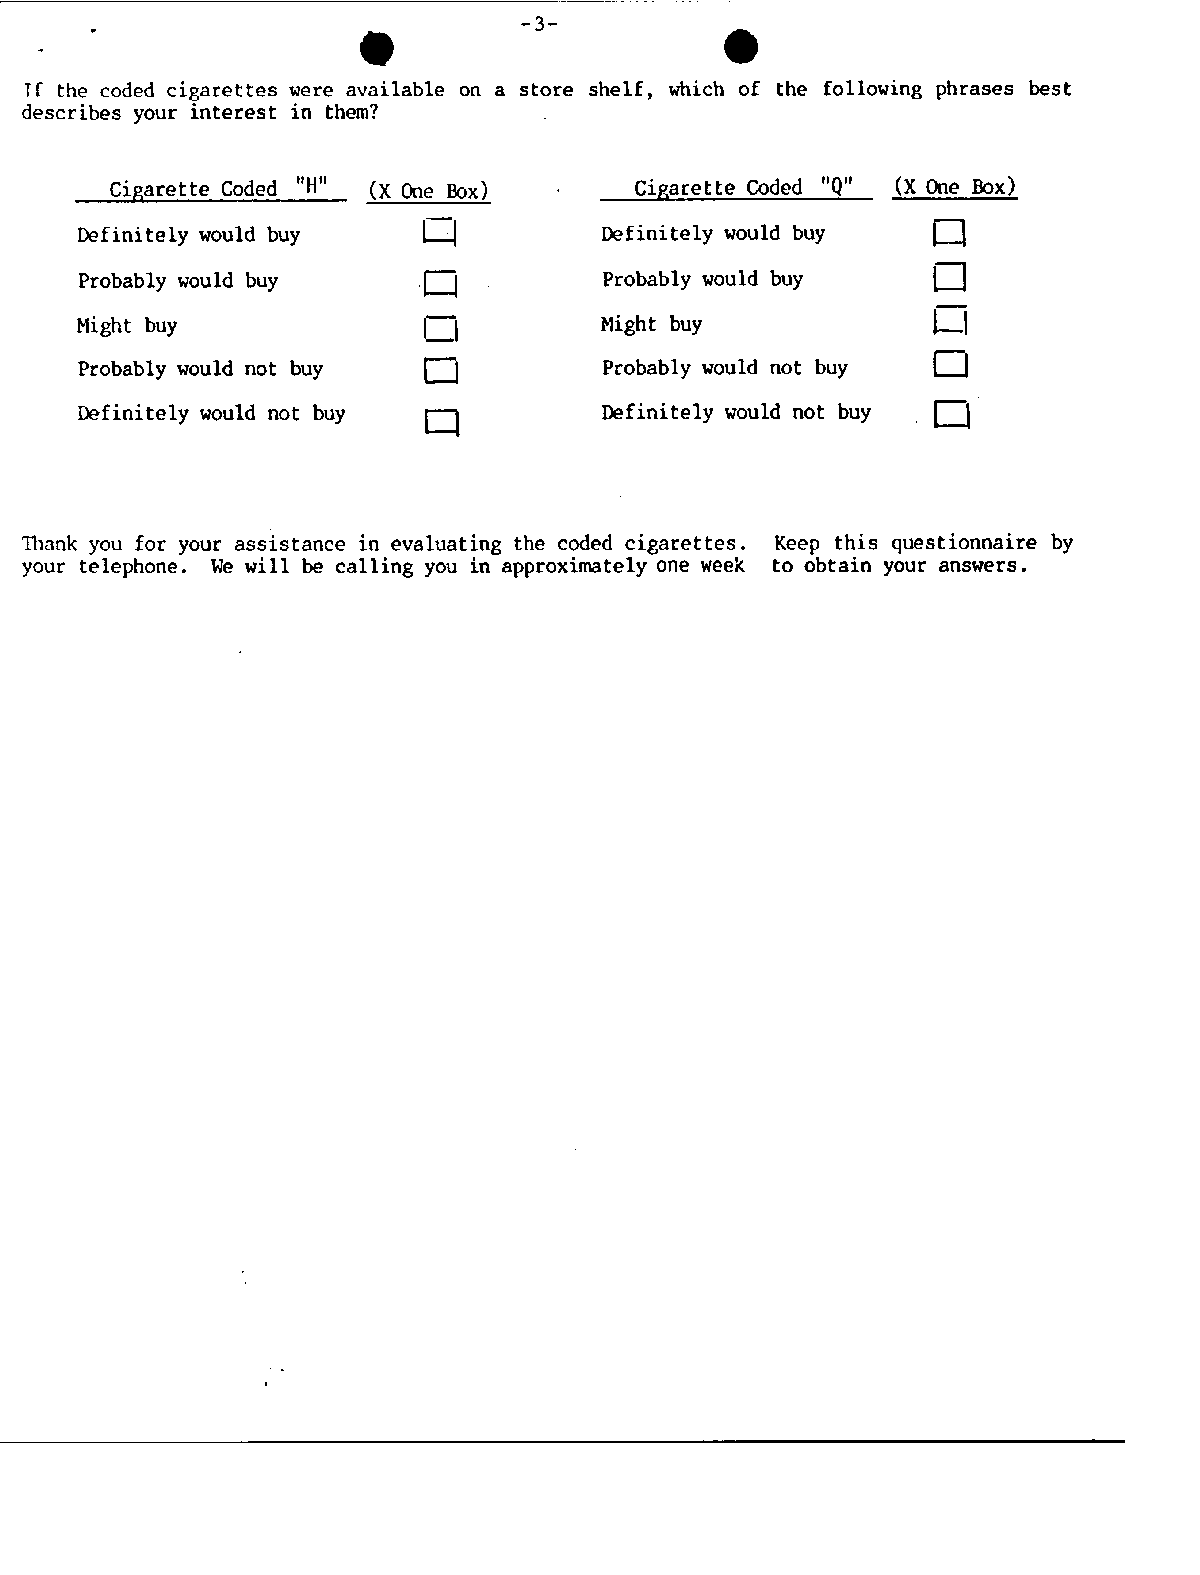 -3-
If the coded cigarettes were available on a store shelf, which of the following phrases best
describes your interest in them?
Cigarette Coded "H" (X One Box) Cigarette Coded "Q" (X One Box)
Definitely would buy Definitely would buy
Probably would buy Probably would buy
Might buy Might buy
Probably would not buy Probably would not buy
Definitely would not buy Definitely would not buy
Thank you for your assistance in evaluating the coded cigarettes. Keep this questionnaire by
your telephone. We will be calling you in approximately one week to obtain your answers.